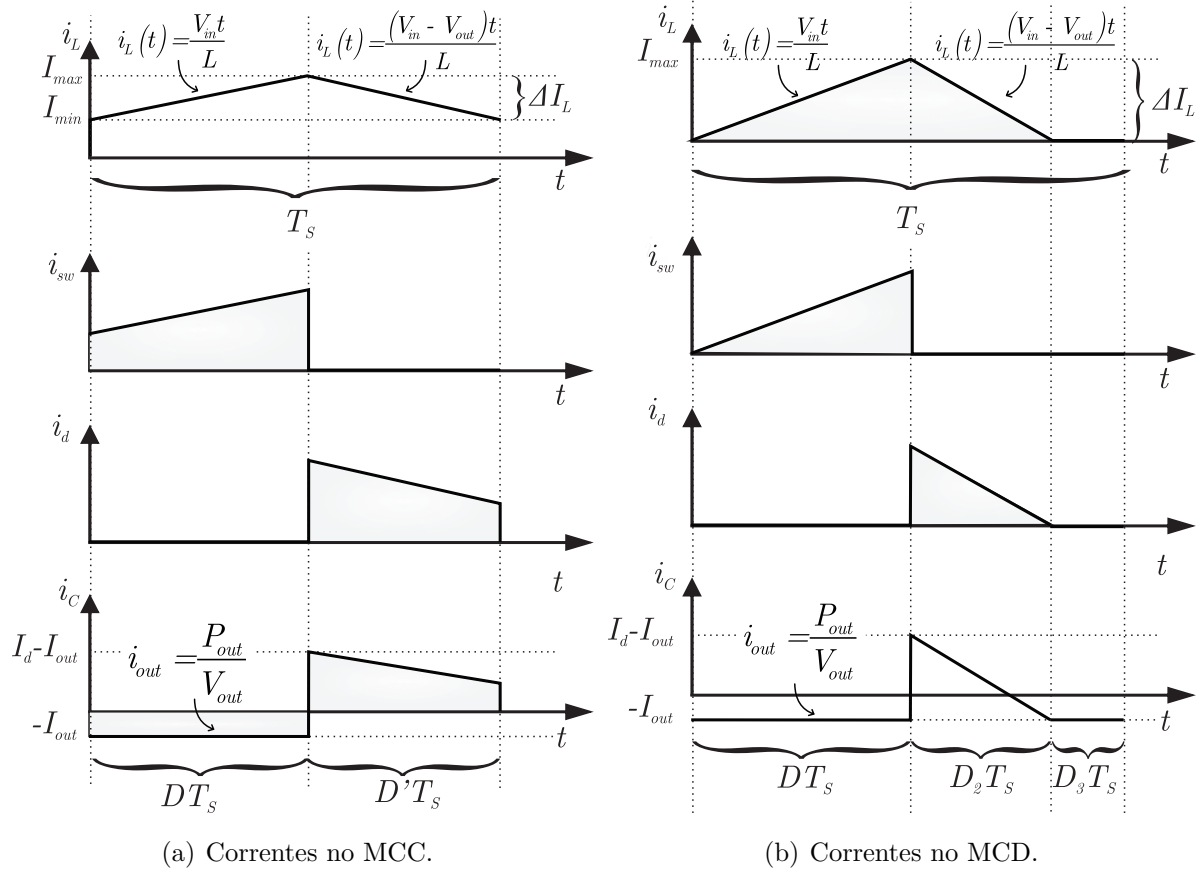 i_L
i_L(t)=V_in t/L
i_L(t)=(V_in - V_out)t/L
I_max
I_min
ΔI_L
t
T_S
i_sw
t
i_d
t
i_C
I_d-I_out
i_out=P_out/V_out
-I_out
t
DT_S
D'T_S
(a) Correntes no MCC.
i_L
i_L(t)=V_in t/L
i_L(t)=(V_in - V_out)t/L
I_max
ΔI_L
t
T_S
i_sw
t
i_d
t
i_C
I_d-I_out
i_out=P_out/V_out
-I_out
t
DT_S
D_2T_S
D_3T_S
(b) Correntes no MCD.